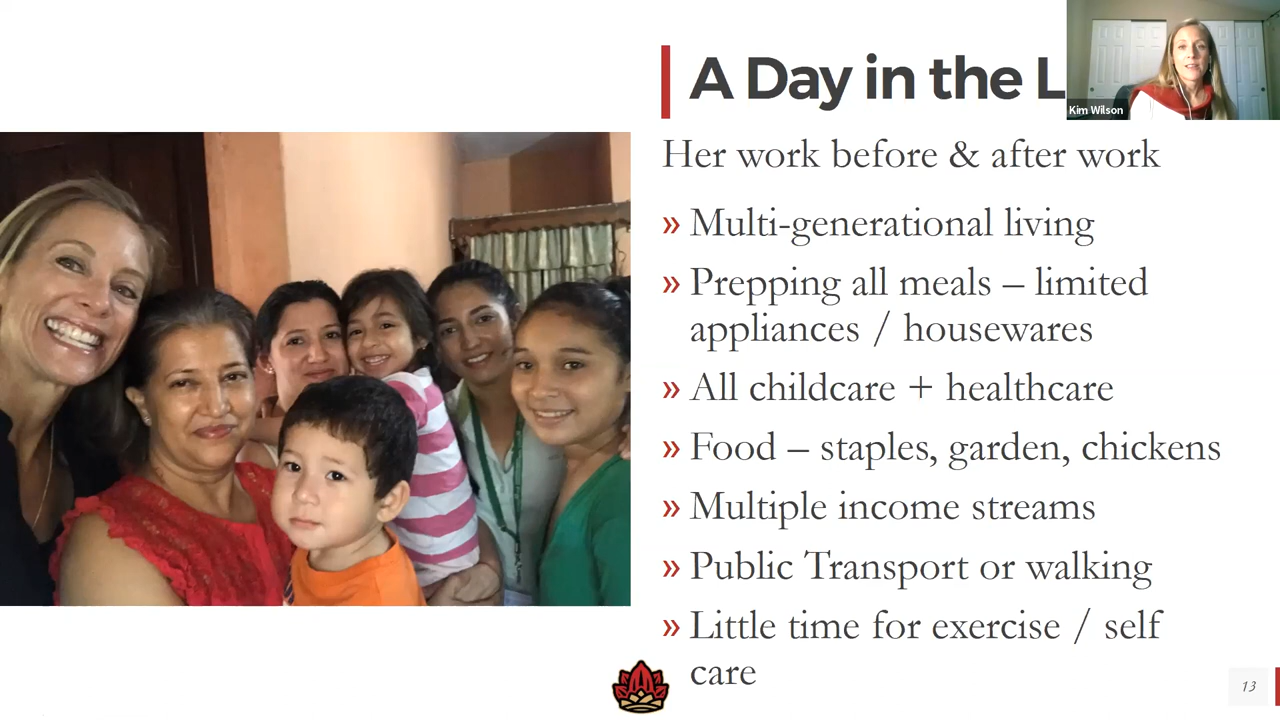 A Day in the L
Kim Wilson
Her work before & after work
» Multi-generational living
» Prepping all meals – limited
appliances / housewares
» All childcare + healthcare
» Food – staples, garden, chickens
» Multiple income streams
» Public Transport or walking
» Little time for exercise / self
care
13